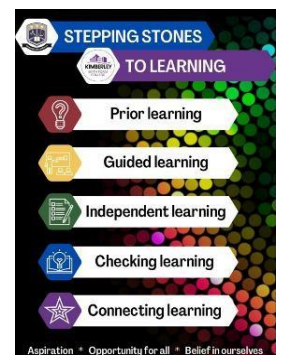 STEPPING STONES
KIMBERLEY
TO LEARNING
Prior learning
Guided learning
Independent learning
Checking learning
Connecting learning
Aspiration * Opportunity for all * Belief in ourselves